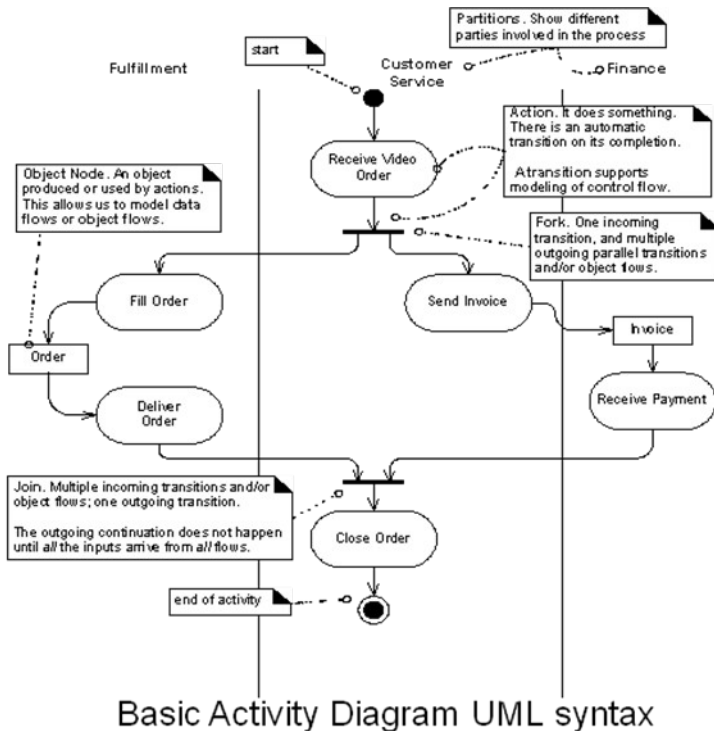 Partitions. Show different
parties involved in the process
start
Fulfillment
Customer
Service
Finance
Action. It does something.
There is an automatic
transition on its completion.
Atransition supports
modeling of control flow.
Receive Video
Order
Object Node. An object
produced or used by actions.
This allows us to model data
flows or object flows.
Fork. One incoming
transition, and multiple
outgoing parallel transitions
and/or object flows.
Fill Order
Send Invoice
Invoice
Order
Deliver
Order
Receive Payment
Join. Multiple incoming transitions and/or
object flows; one outgoing transition.
The outgoing continuation does not happen
until all the inputs arrive from all flows.
Close Order
end of activity
Basic Activity Diagram UML syntax